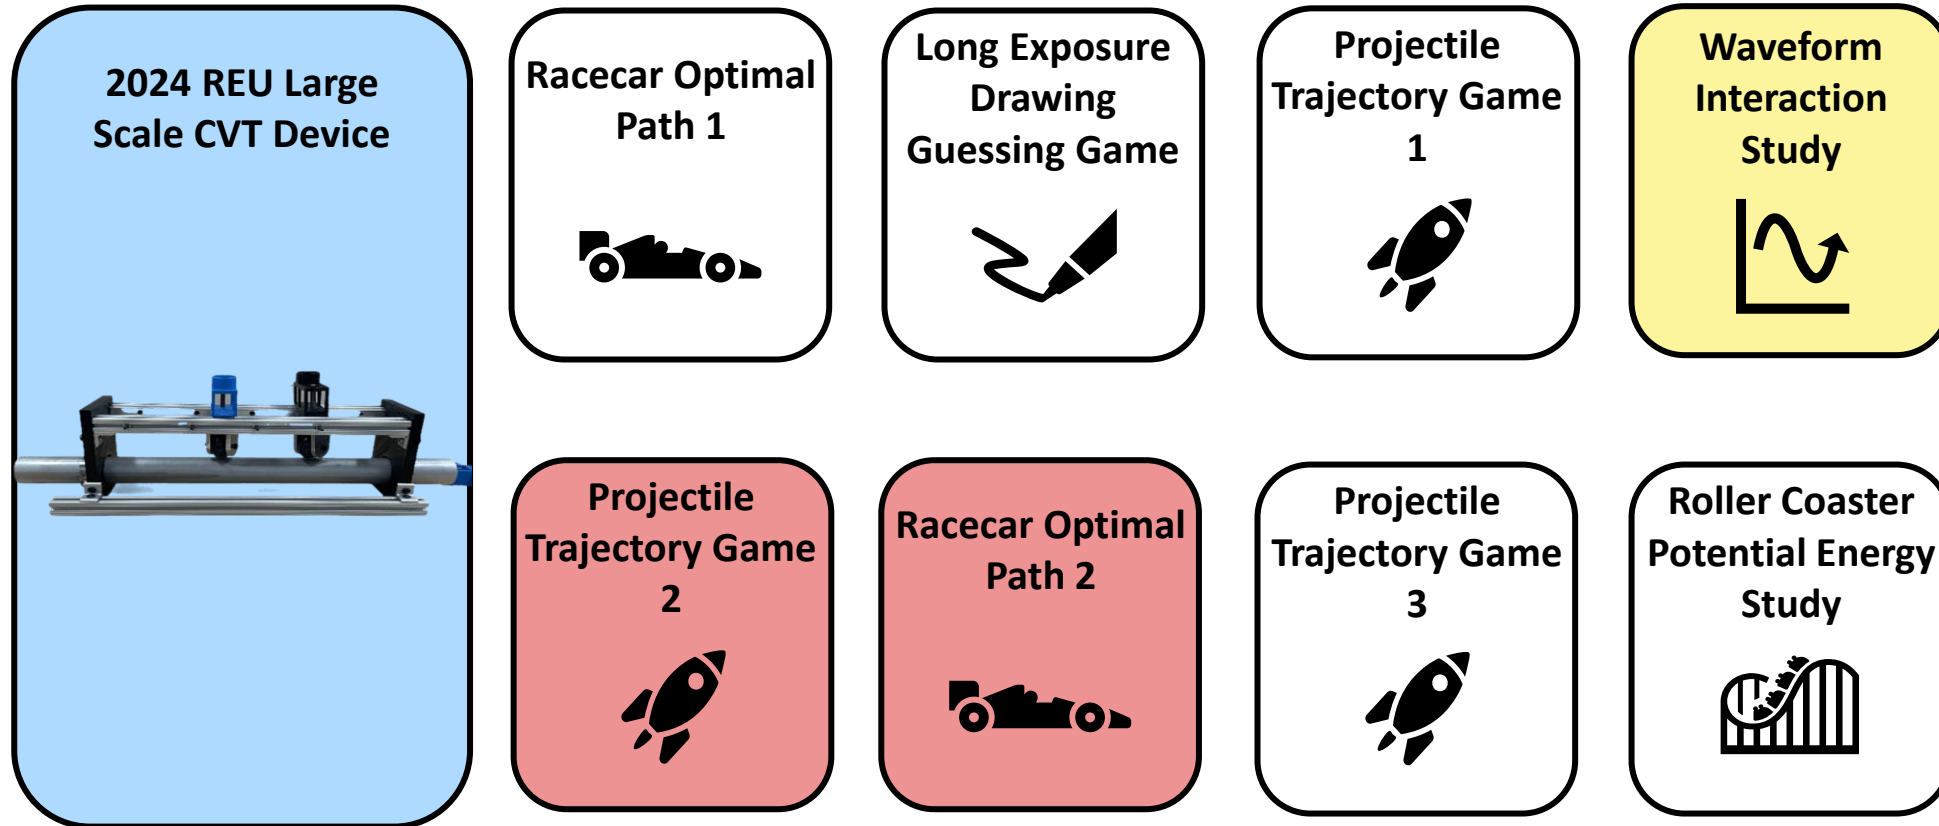 2024 REU Large
Scale CVT Device
Racecar Optimal
Path 1
Long Exposure
Drawing
Guessing Game
Projectile
Trajectory Game
1
Waveform
Interaction
Study
Projectile
Trajectory Game
2
Racecar Optimal
Path 2
Projectile
Trajectory Game
3
Roller Coaster
Potential Energy
Study